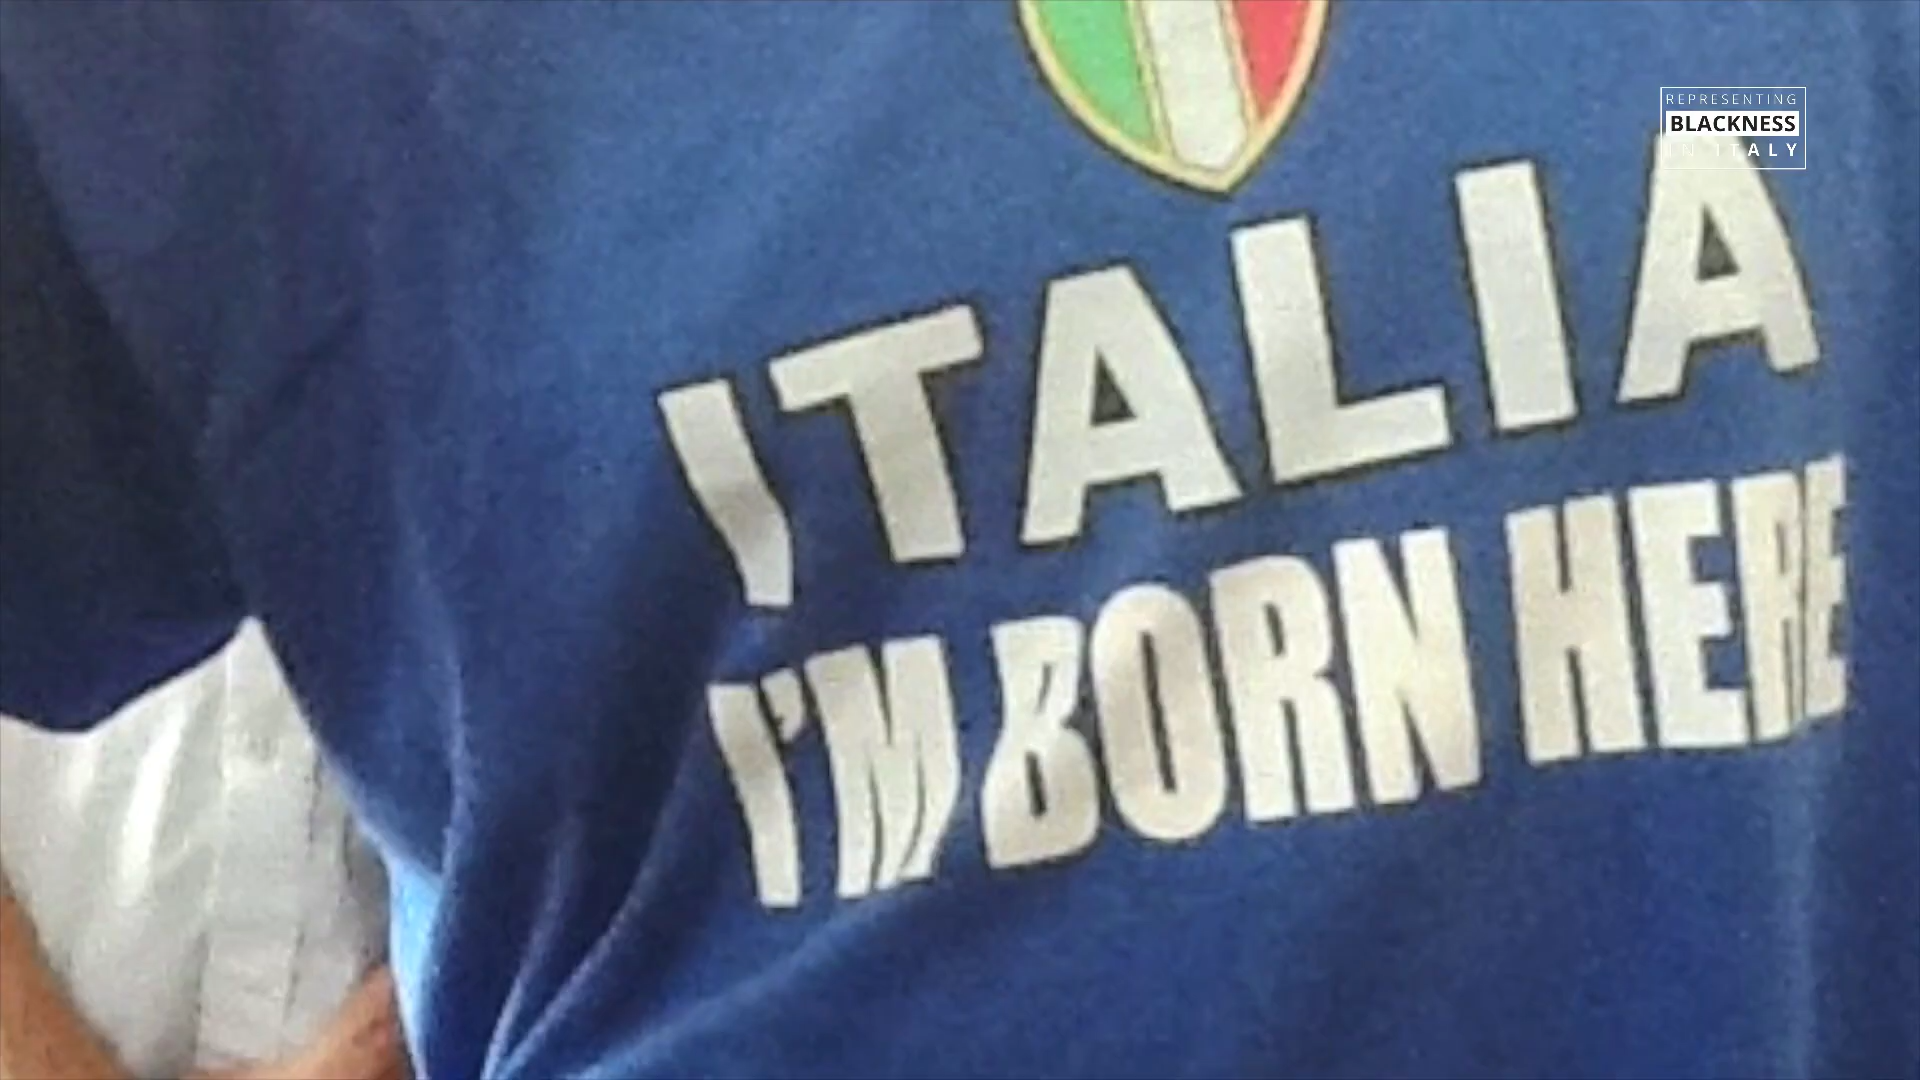 REPRESENTING
BLACKNESS
IN ITALY
ITALIA
I'M BORN HERE